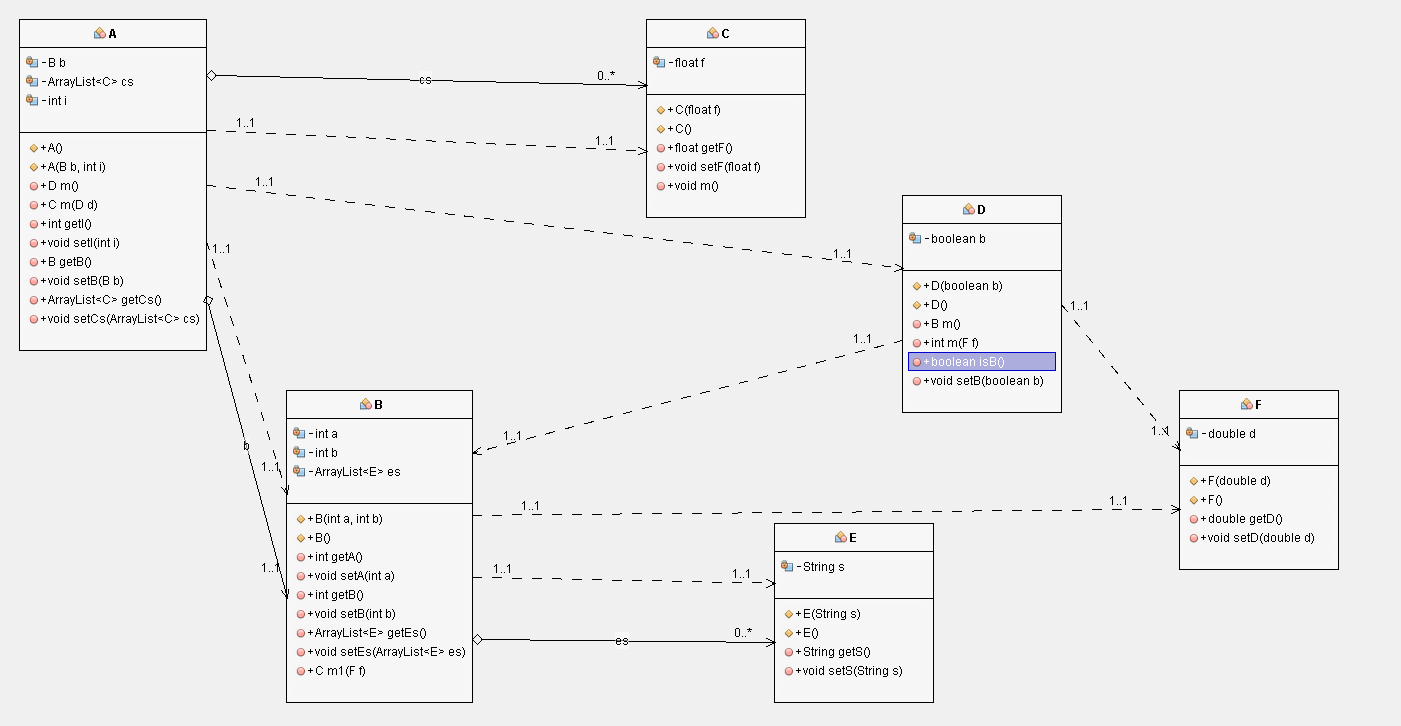 A
-B b
-ArrayList<C> cs
-int i
+A()
+A(B b, int i)
+D m()
+C m(D d)
+int getI()
+void setI(int i)
+B getB()
+void setB(B b)
+ArrayList<C> getCs()
+void setCs(ArrayList<C> cs)
cs
0..*
1..1
1..1
1..1
1..1
1..1
1..1
b
1..1
C
-float f
+C(float f)
+C()
+float getF()
+void setF(float f)
+void m()
D
-boolean b
+D(boolean b)
+D()
+B m()
+int m(F f)
+boolean isB()
+void setB(boolean b)
1..1
1..1
1..1
1..1
B
-int a
-int b
-ArrayList<E> es
+B(int a, int b)
+B()
+int getA()
+void setA(int a)
+int getB()
+void setB(int b)
+ArrayList<E> getEs()
+void setEs(ArrayList<E> es)
+C m1(F f)
1..1
1..1
1..1
1..1
es
0..*
E
-String s
+E(String s)
+E()
+String getS()
+void setS(String s)
F
-double d
+F(double d)
+F()
+double getD()
+void setD(double d)